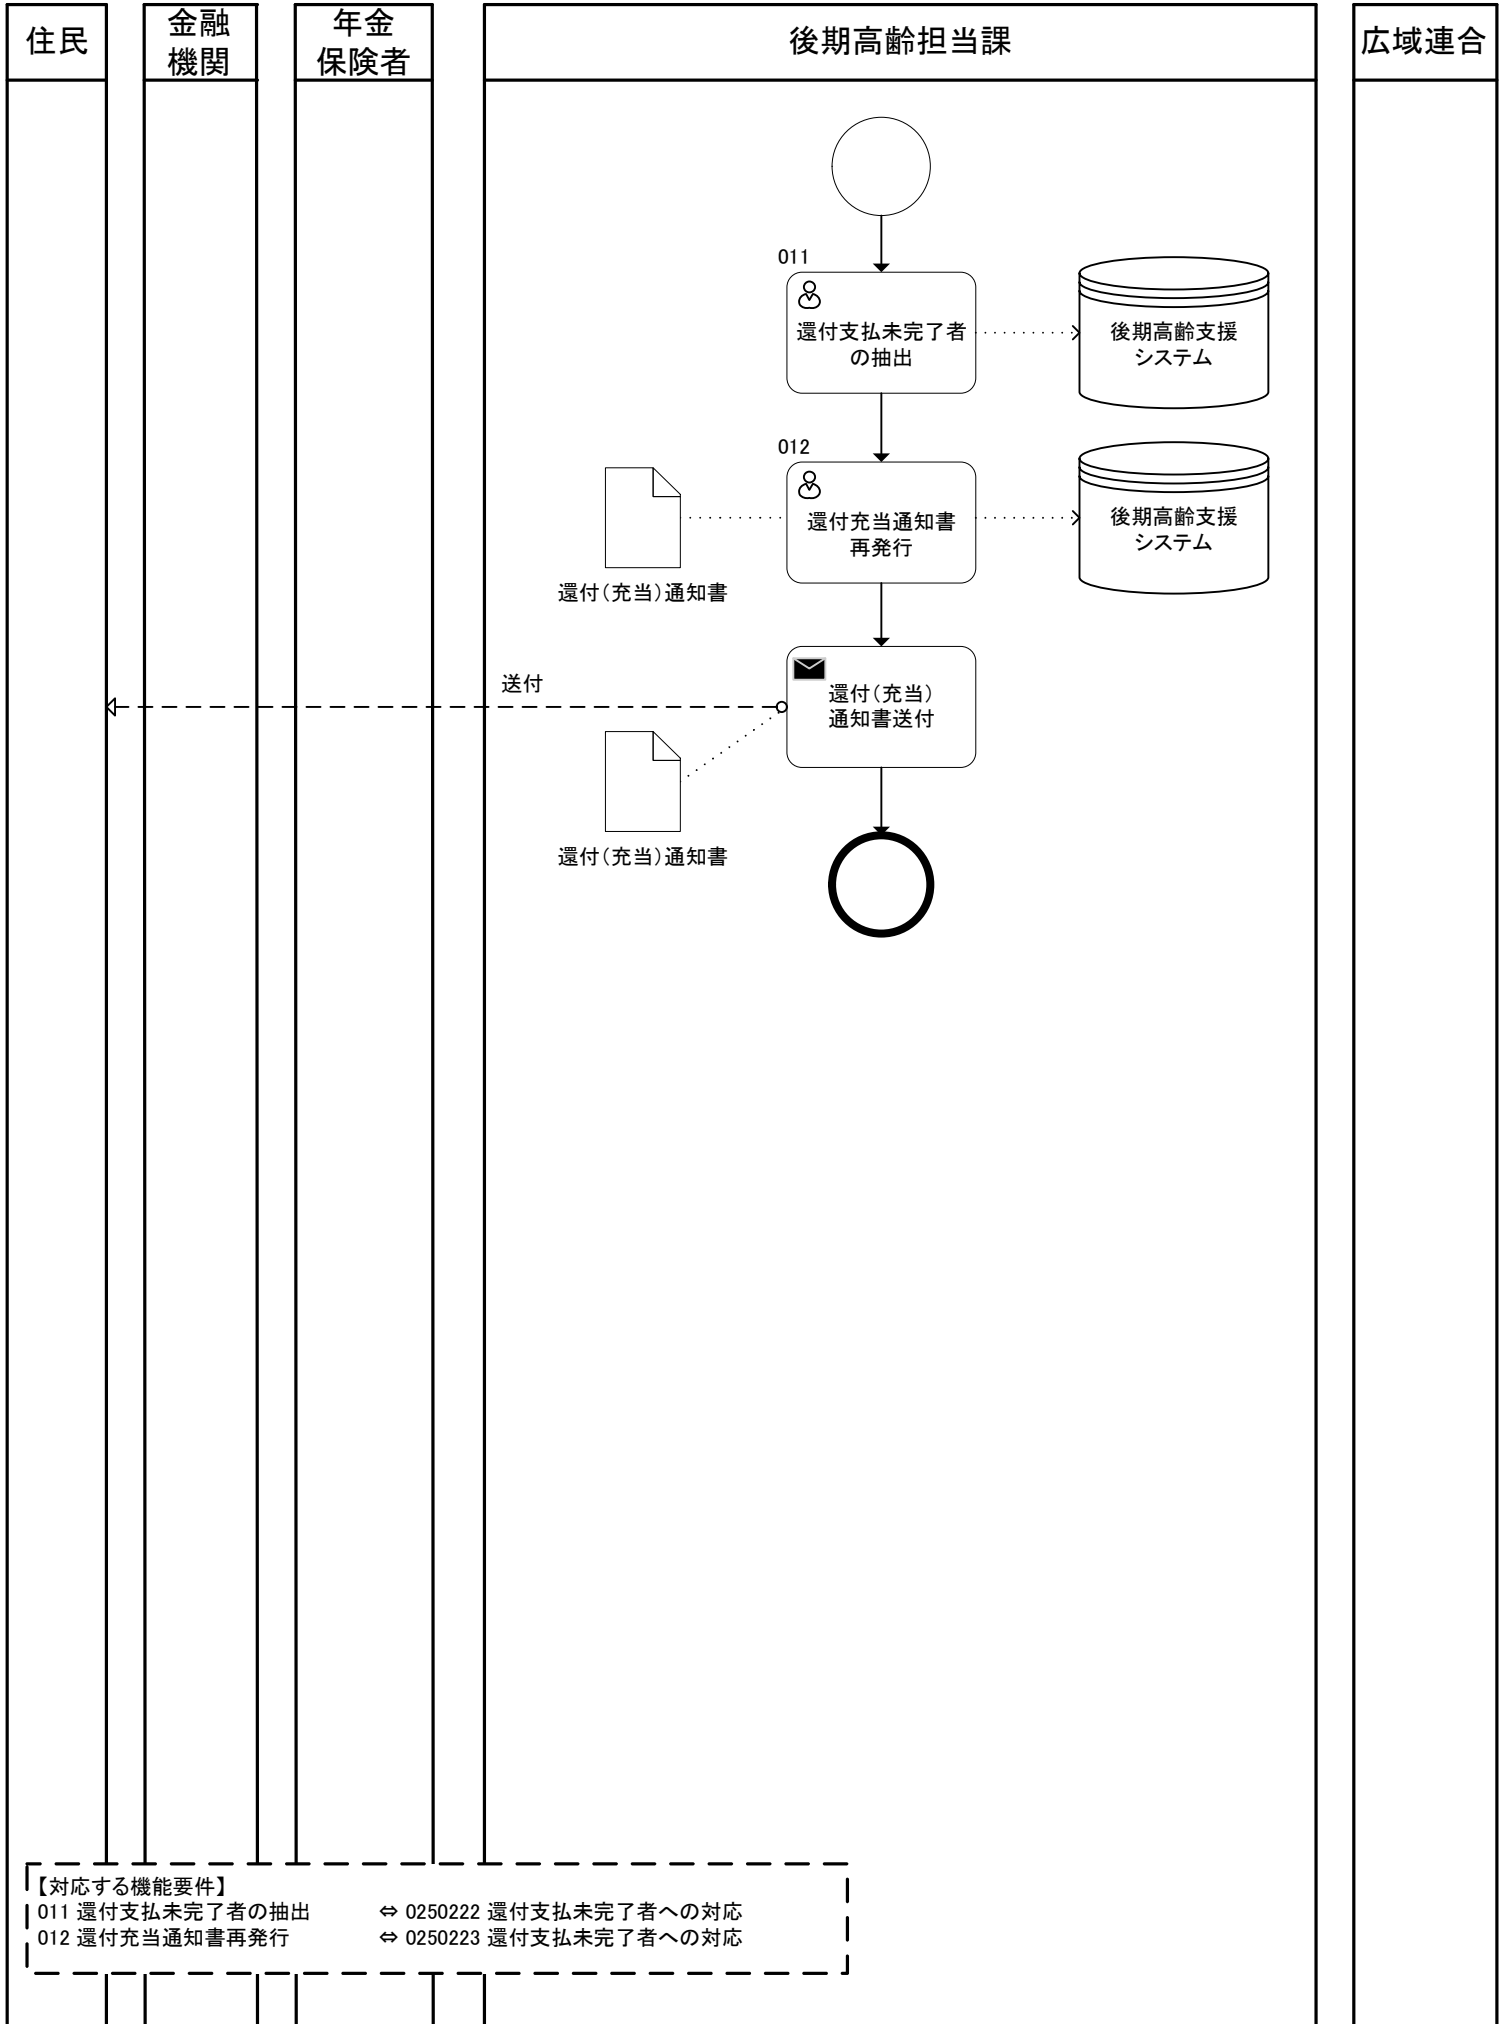 住民
金融
機関
年金
保険者
後期高齢担当課
広域連合
011
還付支払未完了者
の抽出
後期高齢支援
システム
012
還付充当通知書
再発行
後期高齢支援
システム
還付（充当）通知書
送付
還付（充当）
通知書送付
還付（充当）通知書
【対応する機能要件】
011 還付支払未完了者の抽出 ⇔ 0250222 還付支払未完了者への対応
012 還付充当通知書再発行 ⇔ 0250223 還付支払未完了者への対応